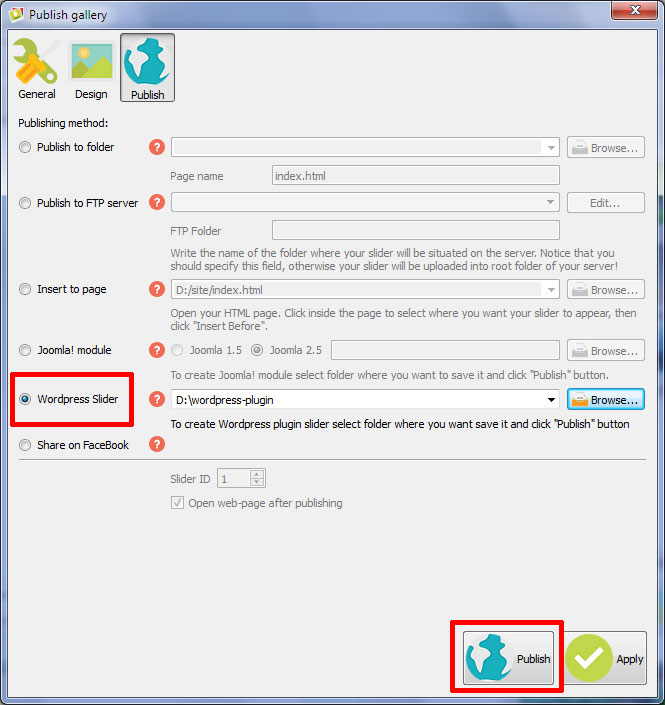 Publish gallery
General Design Publish
Publishing method:
Publish to folder ? Browse...
Page name index.html
Publish to FTP server ? Edit...
FTP Folder
Write the name of the folder where your slider will be situated on the server. Notice that you
should specify this field, otherwise your slider will be uploaded into root folder of your server!
Insert to page ? D:/site/index.html Browse...
Open your HTML page. Click inside the page to select where you want your slider to appear, then
click "Insert Before".
Joomla! module ? Joomla 1.5 Joomla 2.5 Browse...
To create Joomla! module select folder where you want to save it and click "Publish" button.
Wordpress Slider ? D:\wordpress-plugin Browse...
To create Wordpress plugin slider select folder where you want save it and click "Publish" button
Share on FaceBook ?
Slider ID 1
Open web-page after publishing
Publish Apply